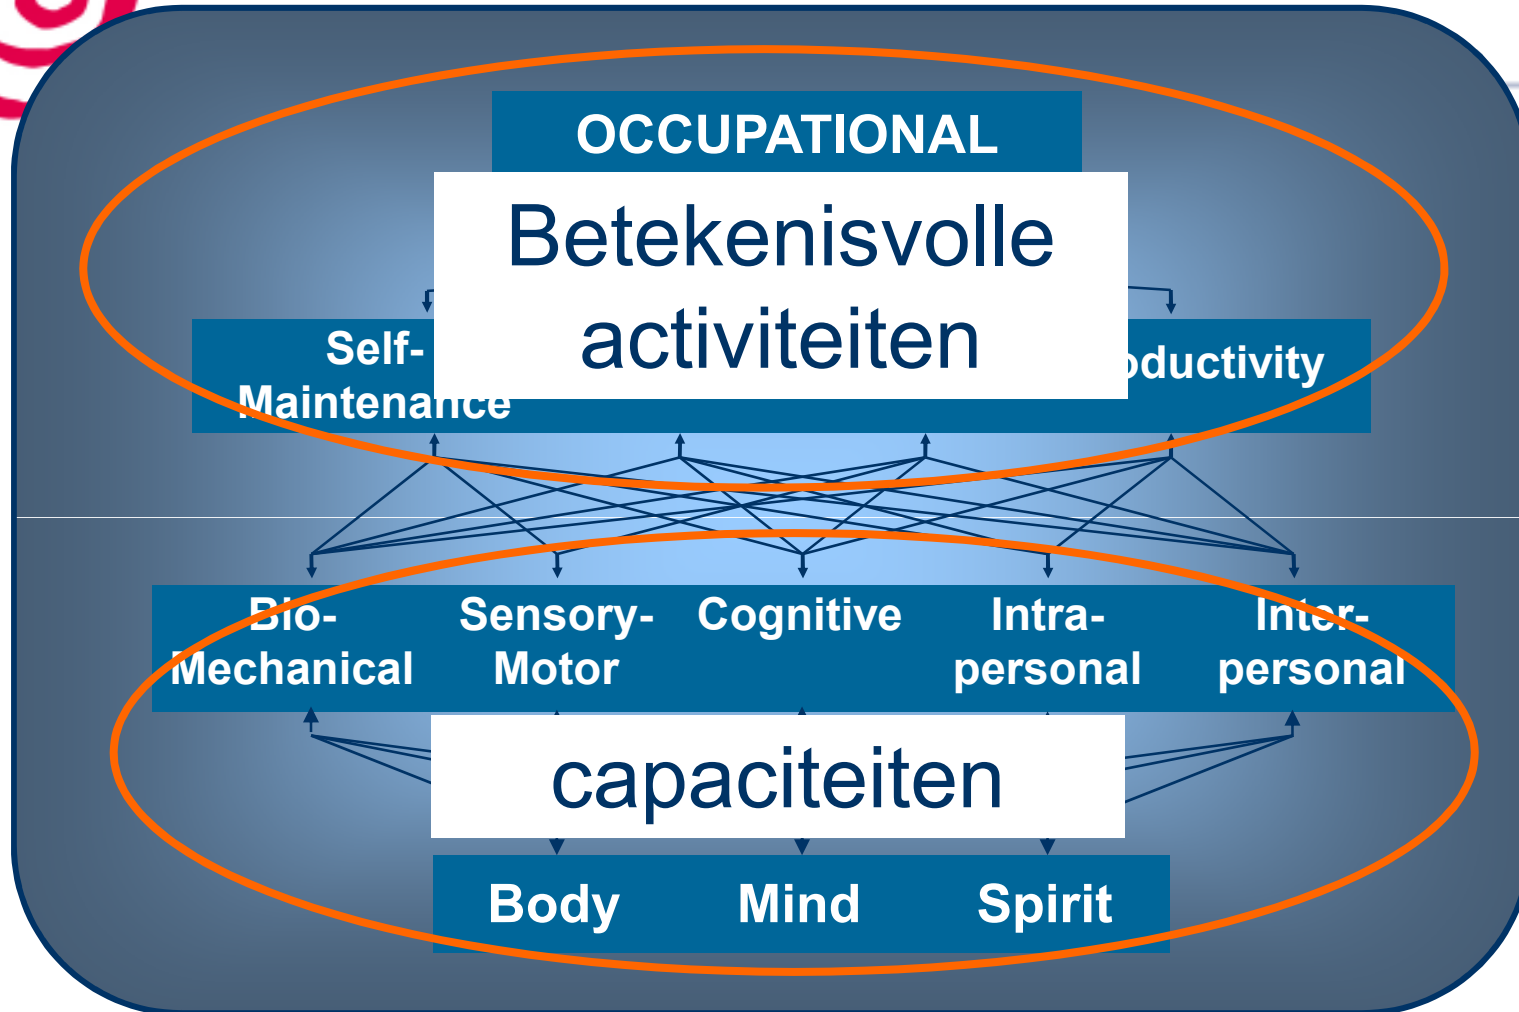 OCCUPATIONAL
Betekenisvolle
activiteiten
Self-
Maintenance
oductivity
Bio-
Mechanical
Sensory-
Motor
Cognitive
Intra-
personal
Inter-
personal
capaciteiten
Body Mind Spirit